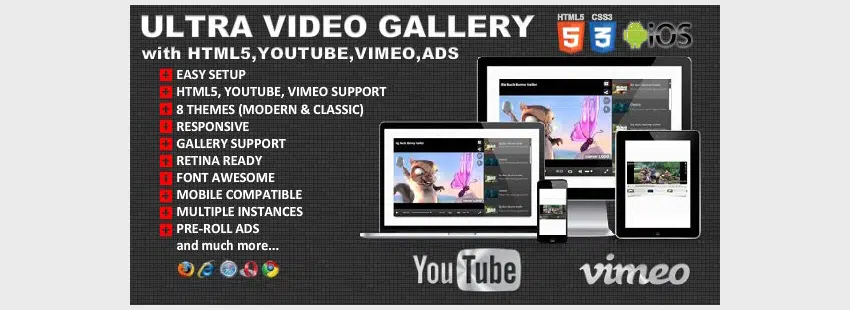 ULTRA VIDEO GALLERY
with HTML5,YOUTUBE,VIMEO,ADS
HTML5 CSS3
5 3 iOS
EASY SETUP
HTML5, YOUTUBE, VIMEO SUPPORT
8 THEMES (MODERN & CLASSIC)
RESPONSIVE
GALLERY SUPPORT
RETINA READY
FONT AWESOME
MOBILE COMPATIBLE
MULTIPLE INSTANCES
PRE-ROLL ADS
and much more...
YouTube
vimeo